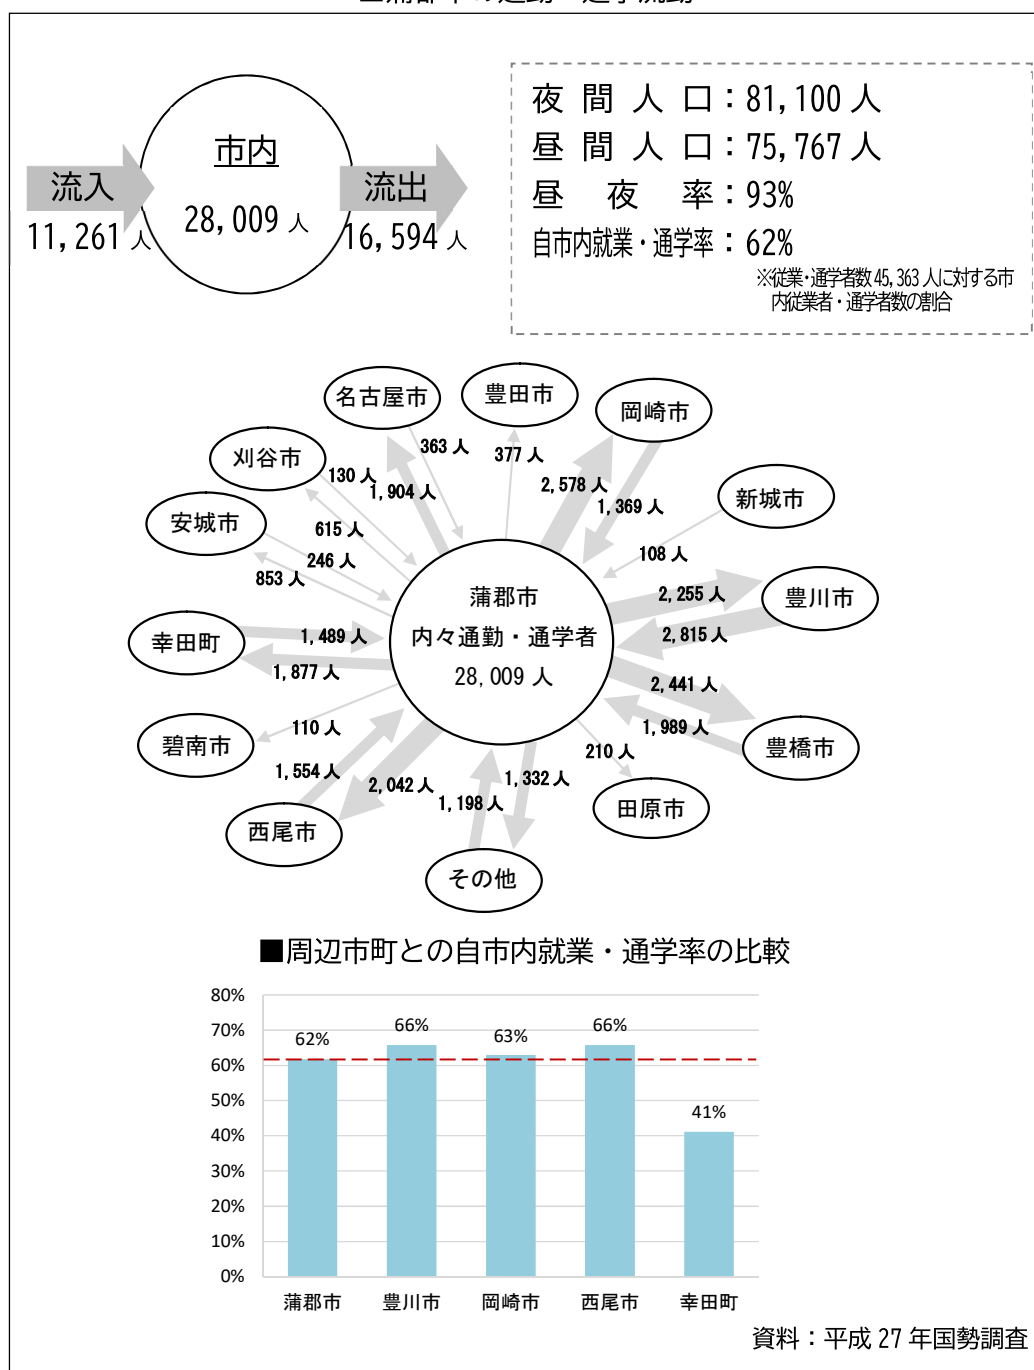 市内
28,009 人
流入
11,261 人
流出
16,594 人
夜間人口：81,100 人
昼間人口：75,767 人
昼夜率：93%
自市内就業・通学率：62%
※従業・通学者数 45,363 人に対する市
内従業者・通学者数の割合
名古屋市
豊田市
岡崎市
刈谷市
新城市
安城市
豊川市
幸田町
碧南市
豊橋市
西尾市
田原市
その他
363 人
377 人
130 人
1,904 人
2,578 人
1,369 人
615 人
246 人
853 人
108 人
2,255 人
2,815 人
1,489 人
1,877 人
2,441 人
1,989 人
110 人
1,554 人
2,042 人
1,198 人
1,332 人
210 人
蒲郡市
内々通勤・通学者
28,009 人
■周辺市町との自市内就業・通学率の比較
80%
70%
60%
50%
40%
30%
20%
10%
0%
62%
66%
63%
66%
41%
蒲郡市
豊川市
岡崎市
西尾市
幸田町
資料：平成 27 年国勢調査